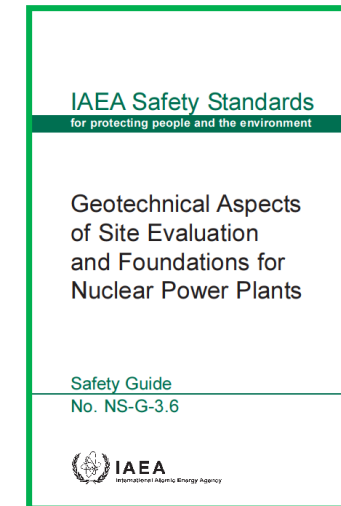 IAEA Safety Standards
for protecting people and the environment
Geotechnical Aspects
of Site Evaluation
and Foundations for
Nuclear Power Plants
Safety Guide
No. NS-G-3.6
IAEA
International Atomic Energy Agency